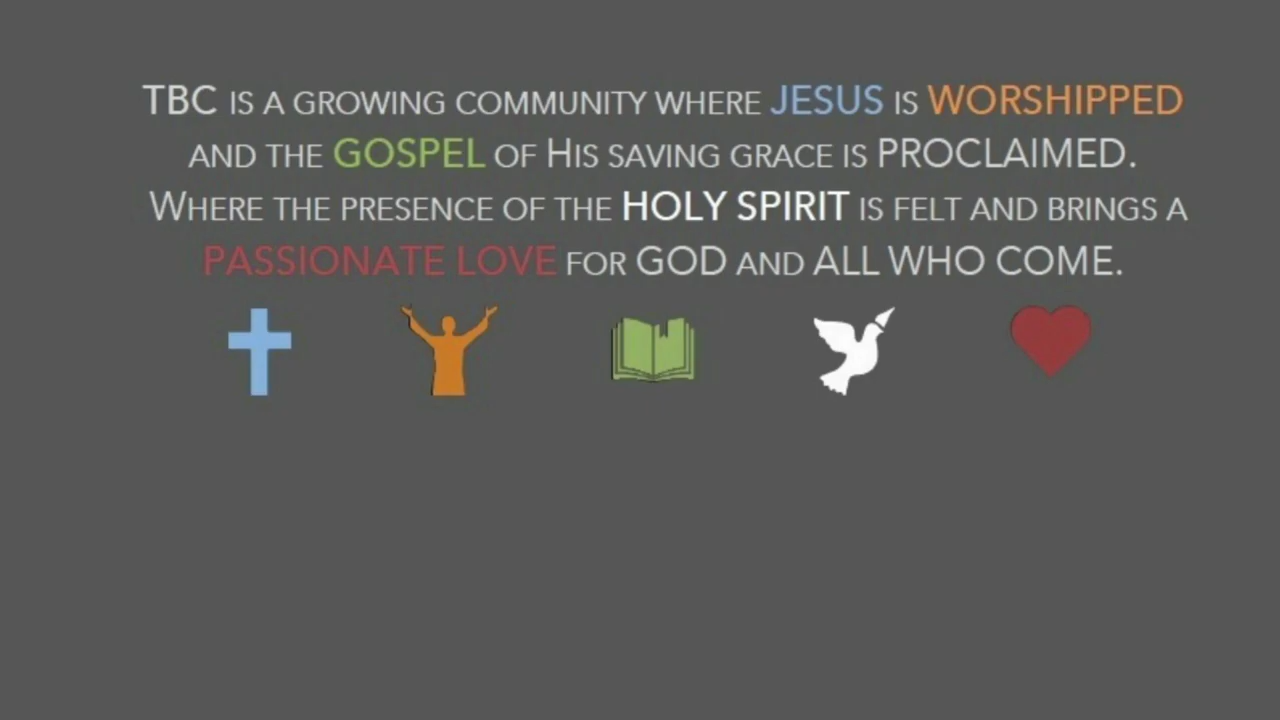 TBC IS A GROWING COMMUNITY WHERE JESUS IS WORSHIPPED
AND THE GOSPEL OF HIS SAVING GRACE IS PROCLAIMED.
WHERE THE PRESENCE OF THE HOLY SPIRIT IS FELT AND BRINGS A
PASSIONATE LOVE FOR GOD AND ALL WHO COME.